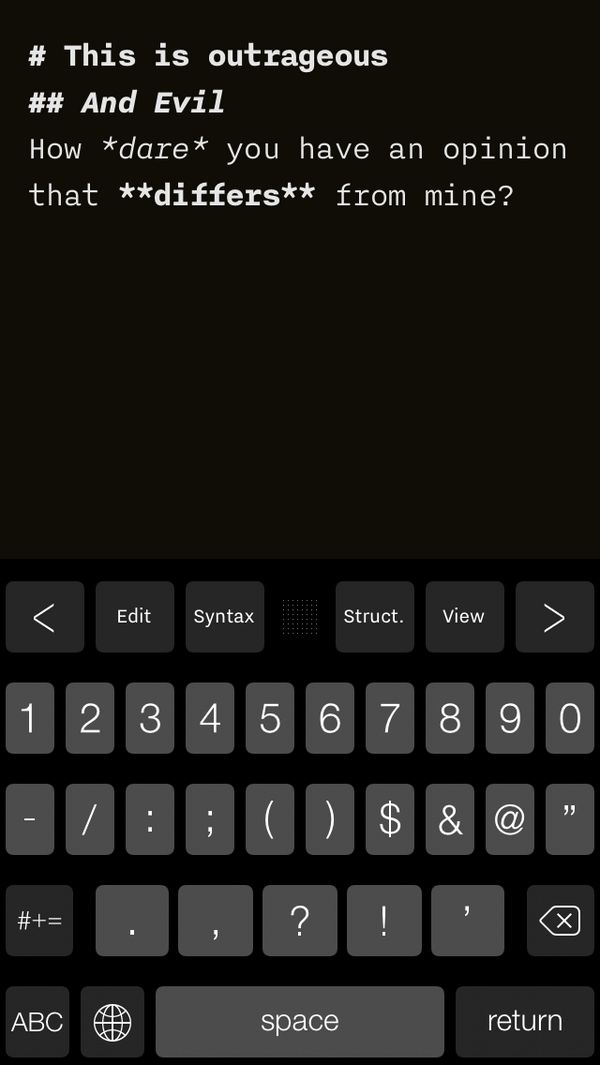 # This is outrageous
## And Evil
How *dare* you have an opinion
that **differs** from mine?
< Edit Syntax Struct. View >
1 2 3 4 5 6 7 8 9 0
- / : ; ( ) $ & @ ”
#+= . , ? ! ’
ABC space return